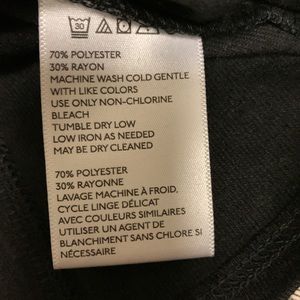 30
70% POLYESTER
30% RAYON
MACHINE WASH COLD GENTLE
WITH LIKE COLORS
USE ONLY NON-CHLORINE
BLEACH
TUMBLE DRY LOW
LOW IRON AS NEEDED
MAY BE DRY CLEANED
70% POLYESTER
30% RAYONNE
LAVAGE MACHINE À FROID,
CYCLE LINGE DÉLICAT
AVEC COULEURS SIMILAIRES
UTILISER UN AGENT DE
BLANCHIMENT SANS CHLORE SI
NÉCESSAIRE